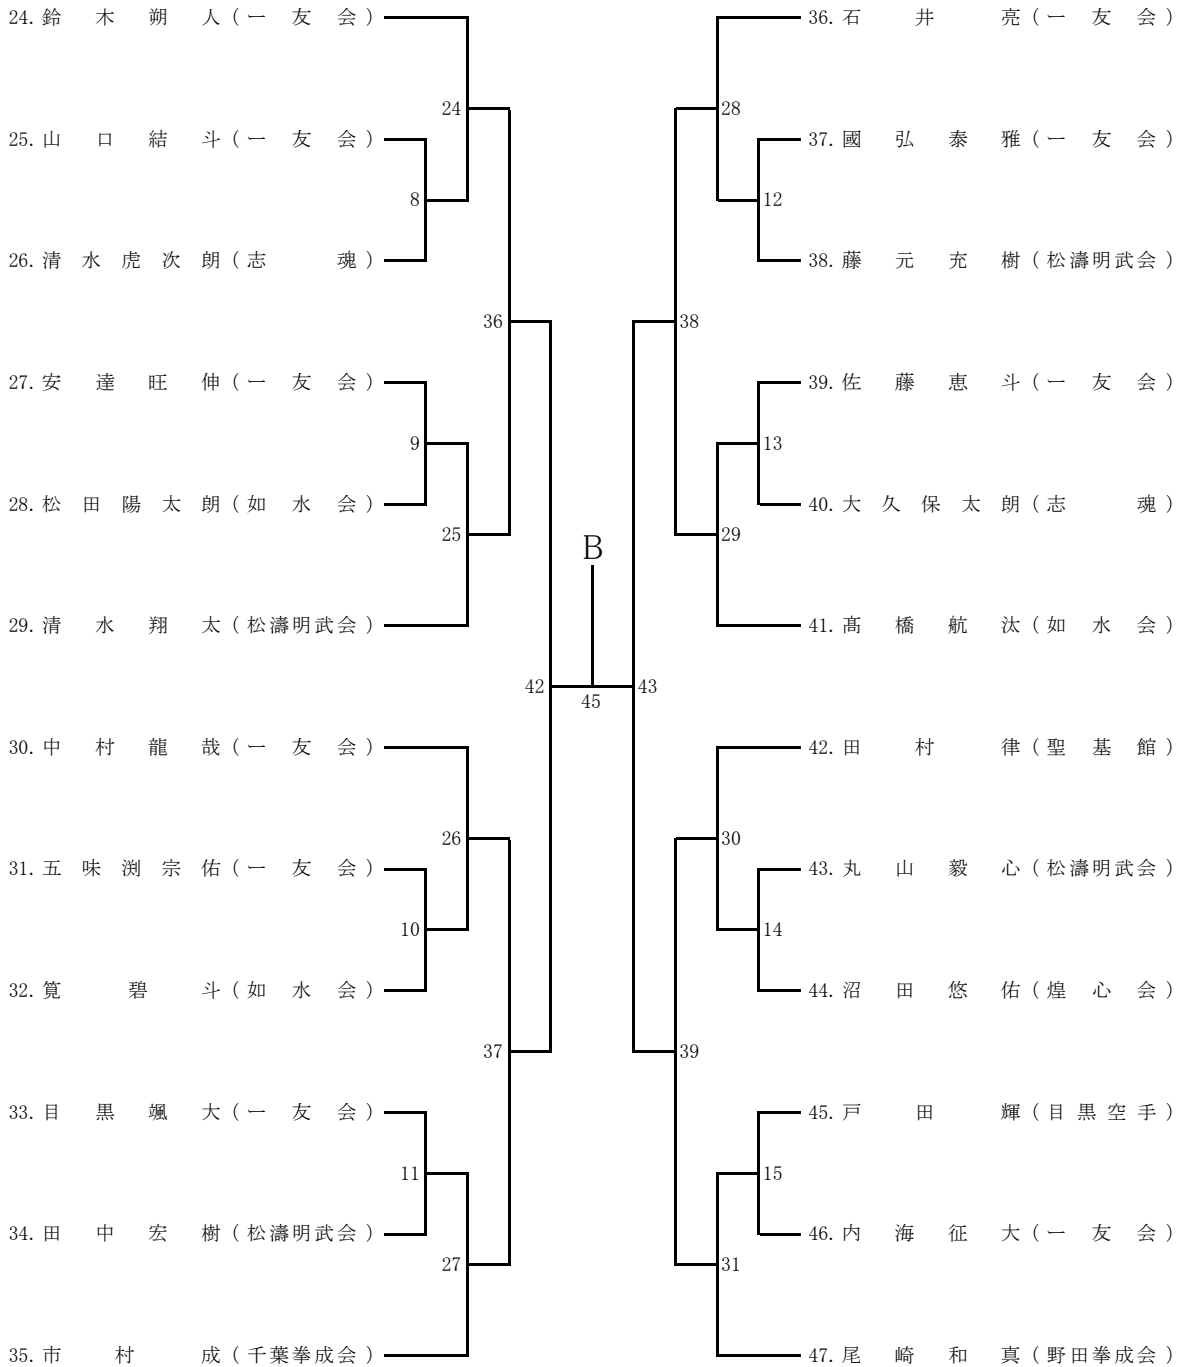 24. 鈴木朔人(一友会)
24
25. 山口結斗(一友会)
8
26. 清水虎次朗(志魂)
36
27. 安達旺伸(一友会)
9
28. 松田陽太朗(如水会)
25
29. 清水翔太(松濤明武会)
42
30. 中村龍哉(一友会)
26
31. 五味渕宗佑(一友会)
10
32. 筧碧斗(如水会)
37
33. 目黒颯大(一友会)
11
34. 田中宏樹(松濤明武会)
27
35. 市村成(千葉拳成会)
B
45
36. 石井亮(一友会)
28
37. 國弘泰雅(一友会)
12
38. 藤元充樹(松濤明武会)
38
39. 佐藤恵斗(一友会)
13
40. 大久保太朗(志魂)
29
41. 髙橋航汰(如水会)
43
42. 田村律(聖基館)
30
43. 丸山毅心(松濤明武会)
14
44. 沼田悠佑(煌心会)
39
45. 戸田輝(目黒空手)
15
46. 内海征大(一友会)
31
47. 尾崎和真(野田拳成会)